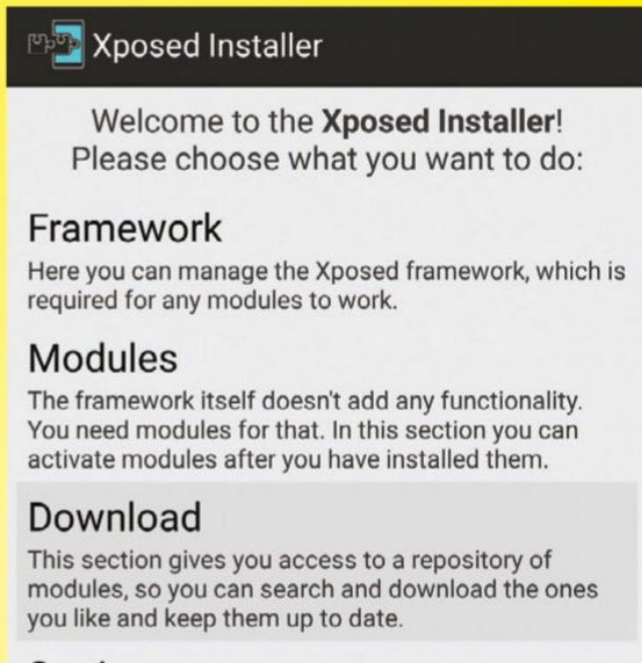 Xposed Installer
Welcome to the Xposed Installer!
Please choose what you want to do:
Framework
Here you can manage the Xposed framework, which is
required for any modules to work.
Modules
The framework itself doesn't add any functionality.
You need modules for that. In this section you can
activate modules after you have installed them.
Download
This section gives you access to a repository of
modules, so you can search and download the ones
you like and keep them up to date.